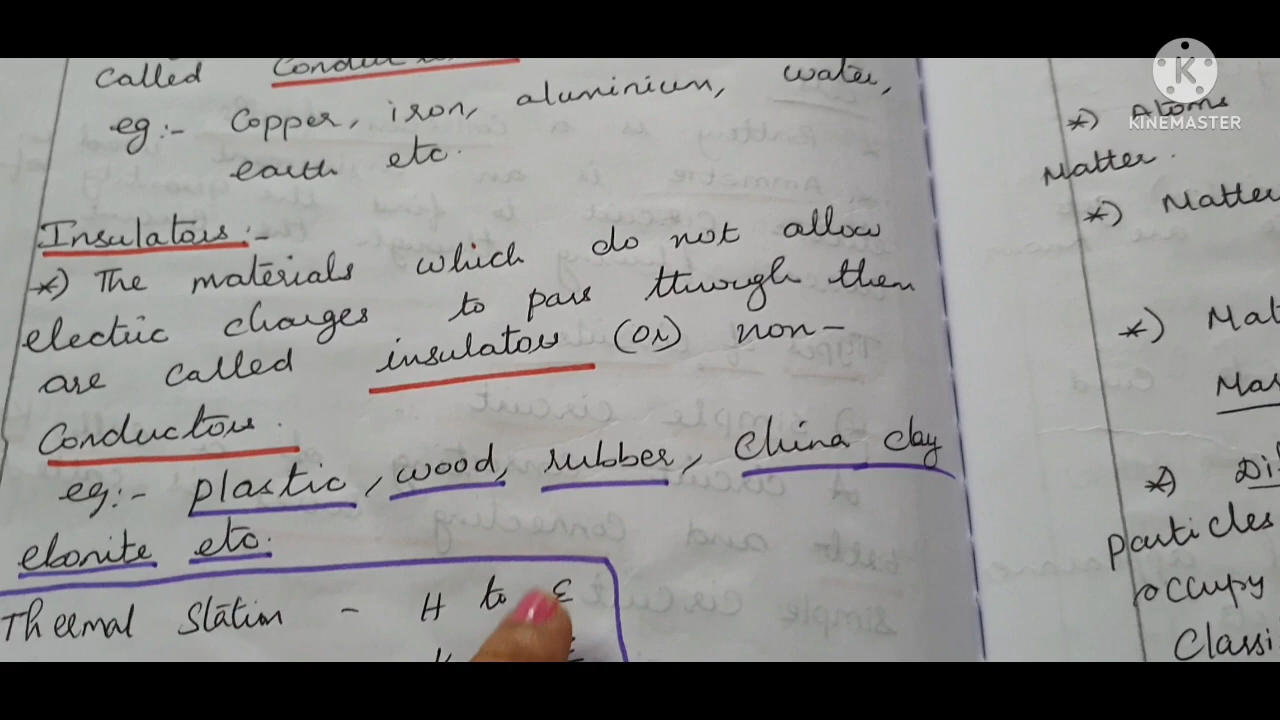 called Conductors
eg:- Copper, iron, aluminium, water,
earth etc.
Insulators:-
*) The materials which do not allow
electric charges to pass through them
are called insulators (or) non-
Conductors.
eg:- plastic, wood, rubber, China clay
ebonite etc.
Thermal Station - H to E
*) Atoms
Matter.
*) Matter
*)
*)
particles
occupy
KINEMASTER